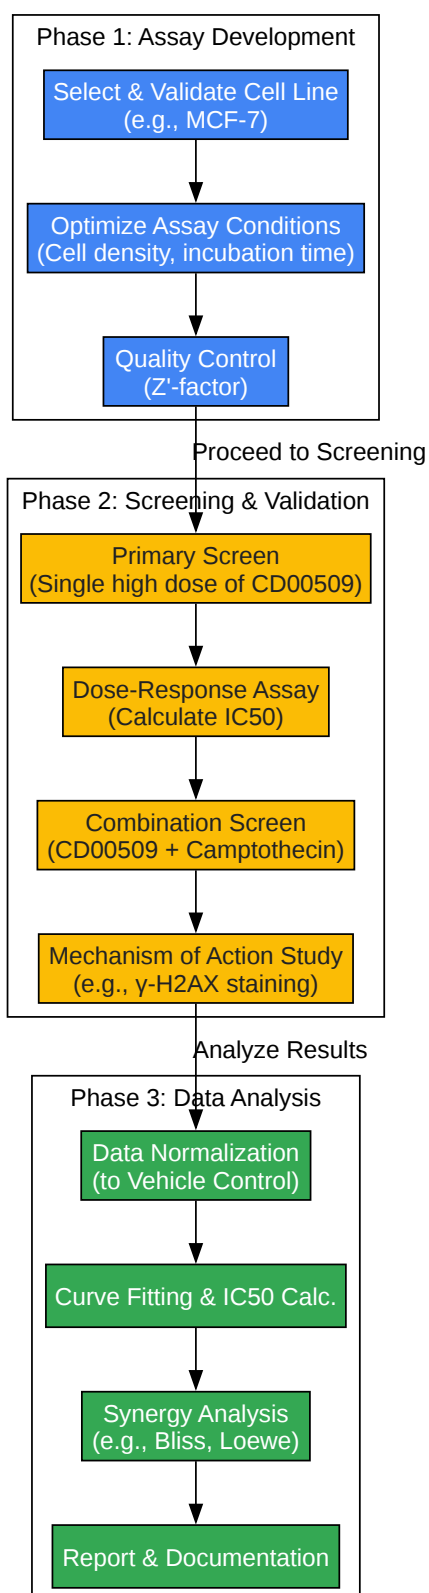 Phase 1: Assay Development
Select & Validate Cell Line
(e.g., MCF-7)
Optimize Assay Conditions
(Cell density, incubation time)
Quality Control
(Z'-factor)
Proceed to Screening
Phase 2: Screening & Validation
Primary Screen
(Single high dose of CD00509)
Dose-Response Assay
(Calculate IC50)
Combination Screen
(CD00509 + Camptothecin)
Mechanism of Action Study
(e.g., γ-H2AX staining)
Analyze Results
Phase 3: Data Analysis
Data Normalization
(to Vehicle Control)
Curve Fitting & IC50 Calc.
Synergy Analysis
(e.g., Bliss, Loewe)
Report & Documentation